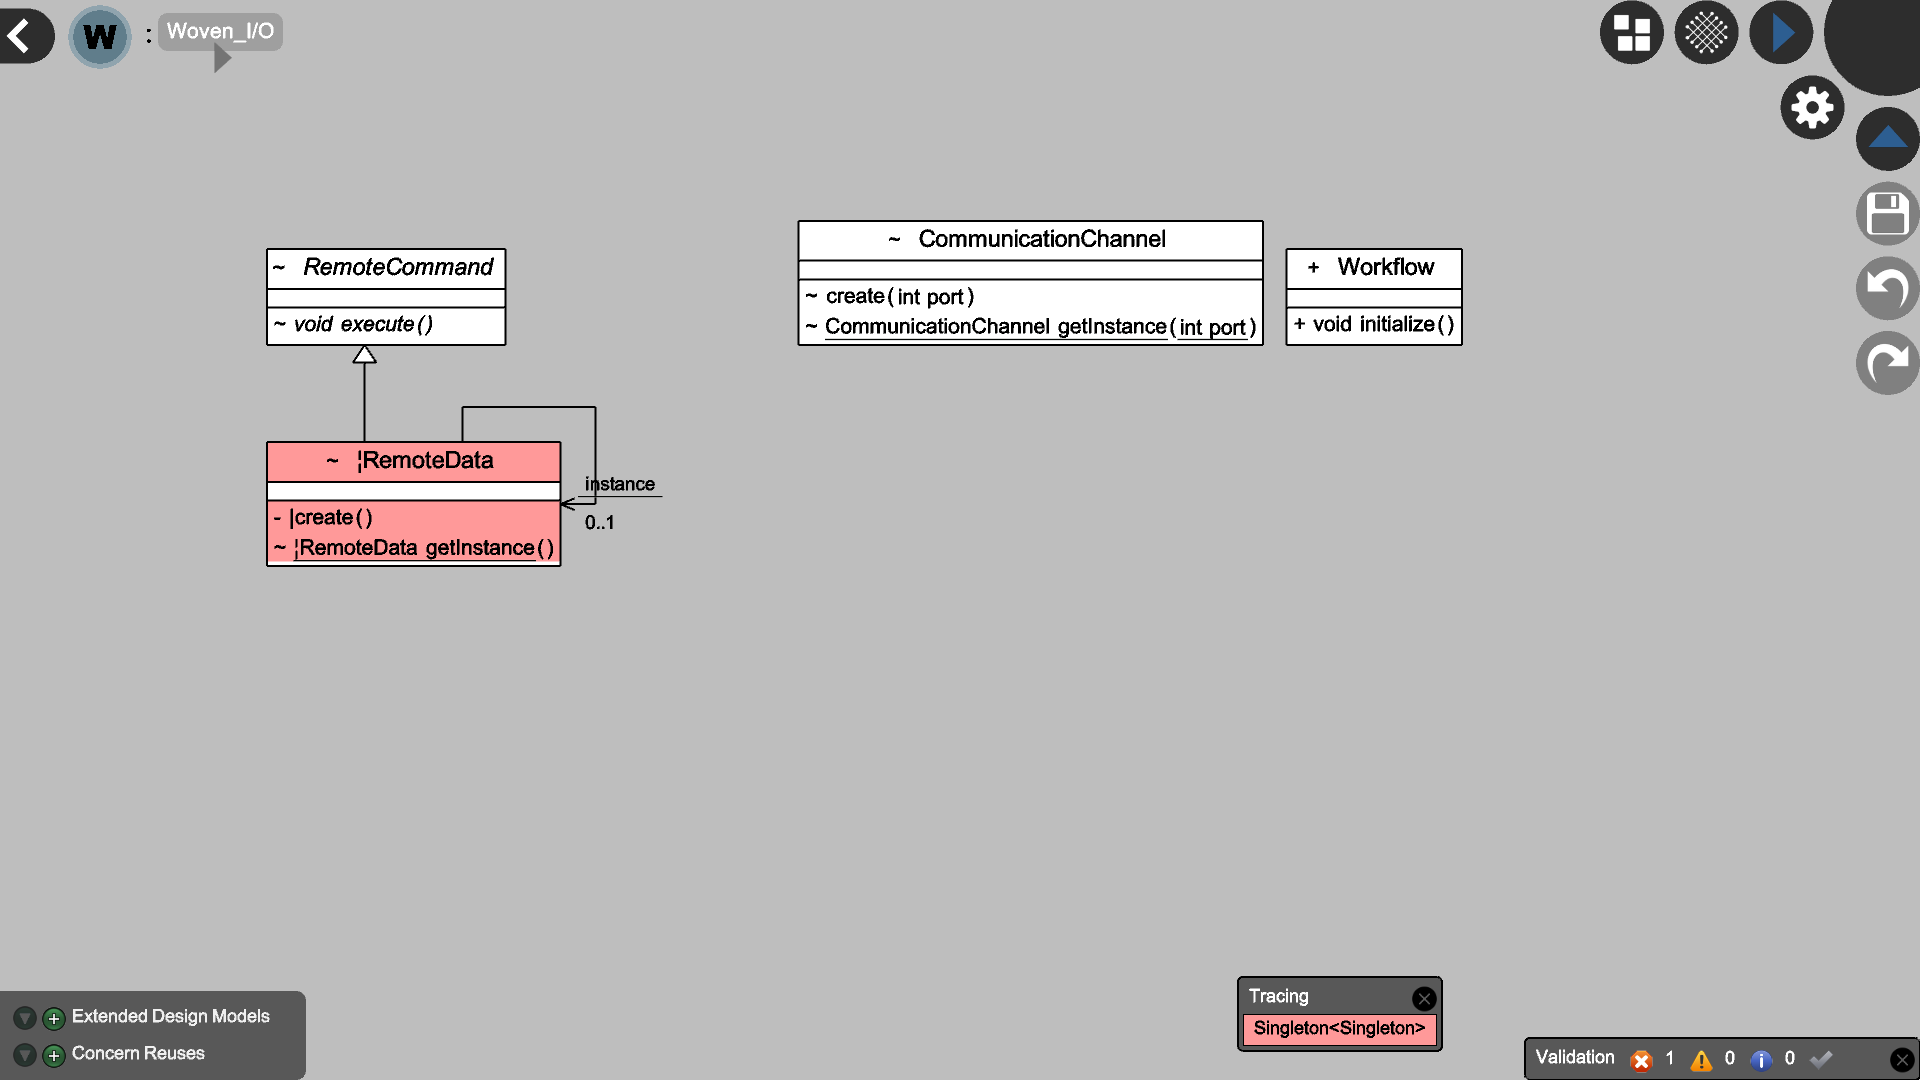 W : Woven_I/O
~ RemoteCommand
~ void execute()
~ CommunicationChannel
~ create(int port)
~ CommunicationChannel getInstance(int port)
+ Workflow
+ void initialize()
~ ¦RemoteData
- |create()
~ ¦RemoteData getInstance()
instance
0..1
Tracing
Singleton<Singleton>
Extended Design Models
Concern Reuses
Validation 1 0 0